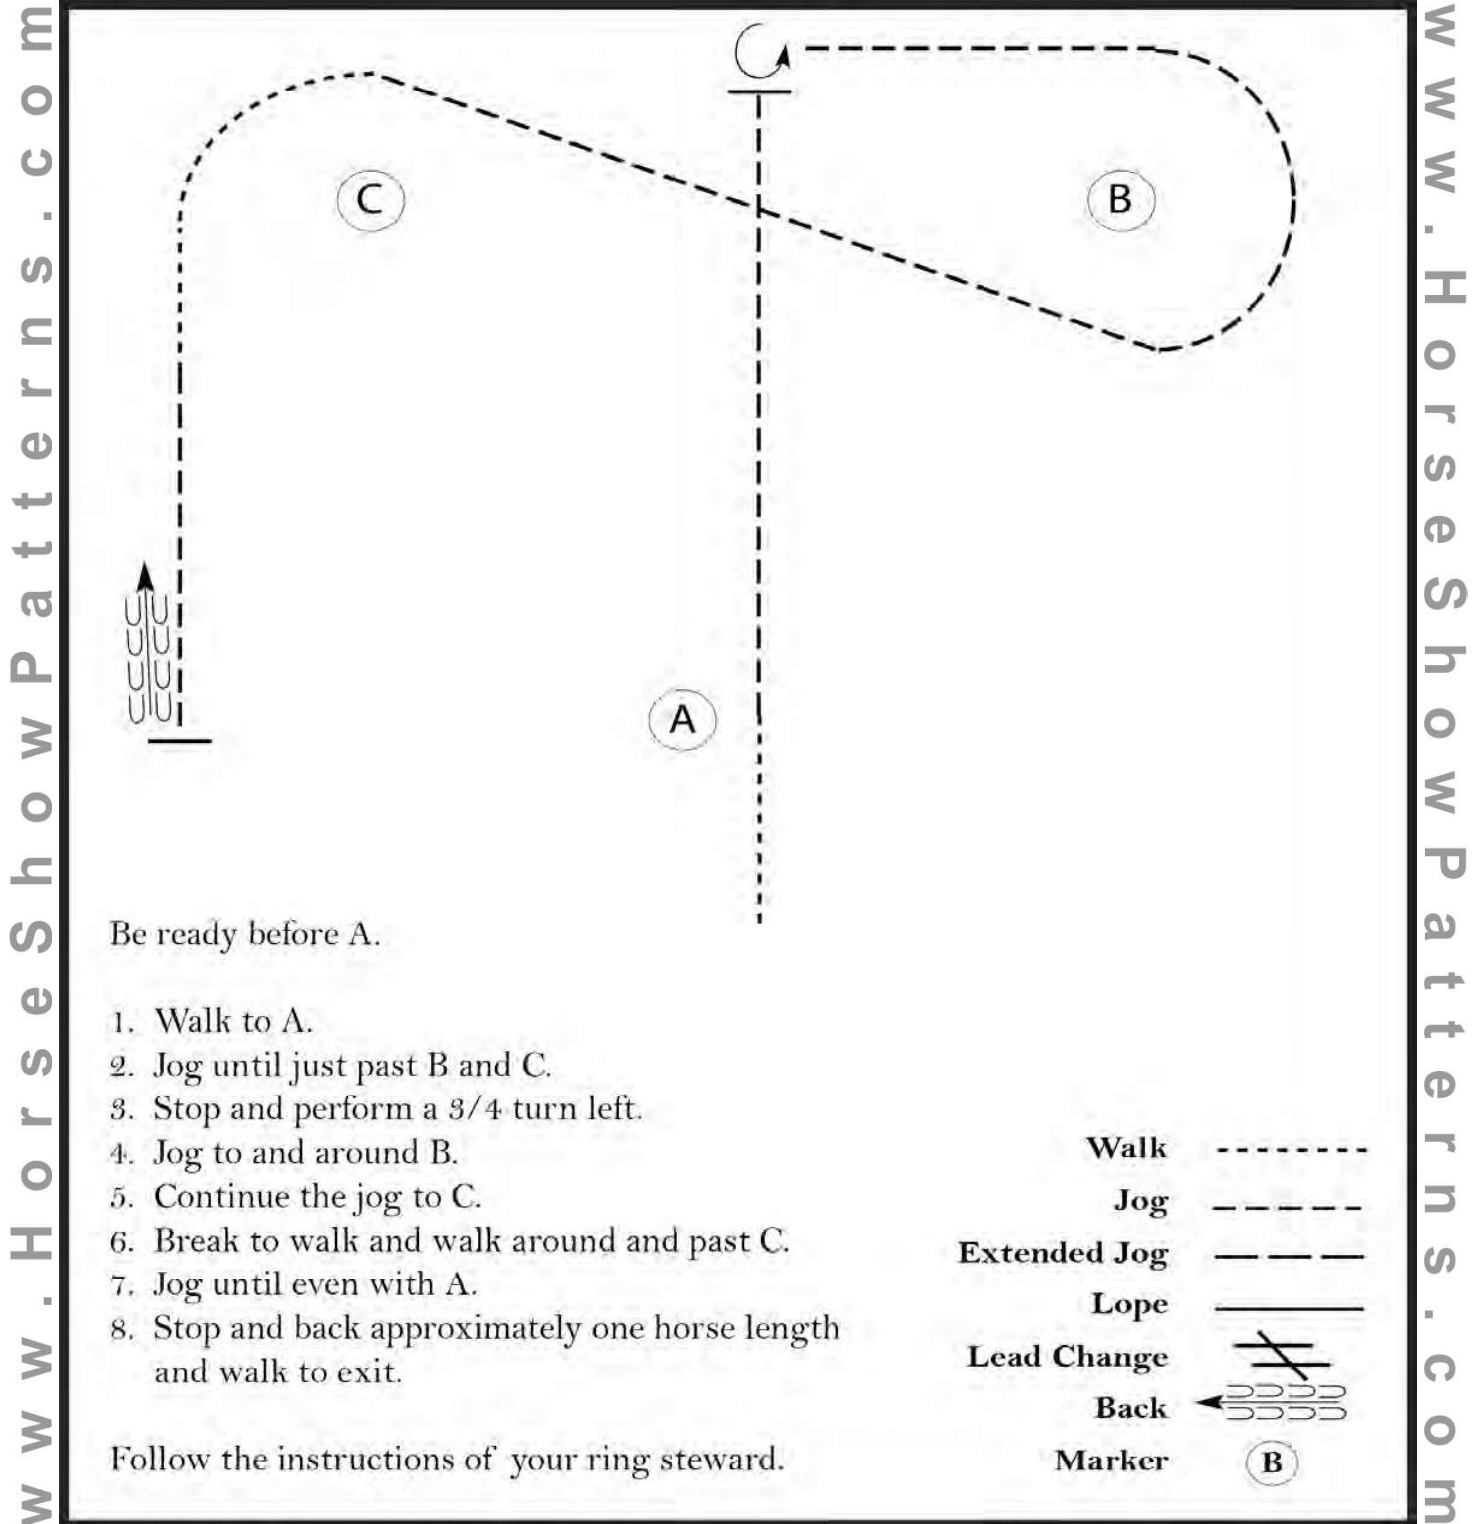 www.HorseShowPatterns.com
www.HorseShowPatterns.com
C
B
A
Be ready before A.
1. Walk to A.
2. Jog until just past B and C.
3. Stop and perform a 3/4 turn left.
4. Jog to and around B.
5. Continue the jog to C.
6. Break to walk and walk around and past C.
7. Jog until even with A.
8. Stop and back approximately one horse length
and walk to exit.
Follow the instructions of your ring steward.
Walk
Jog
Extended Jog
Lope
Lead Change
Back
Marker B